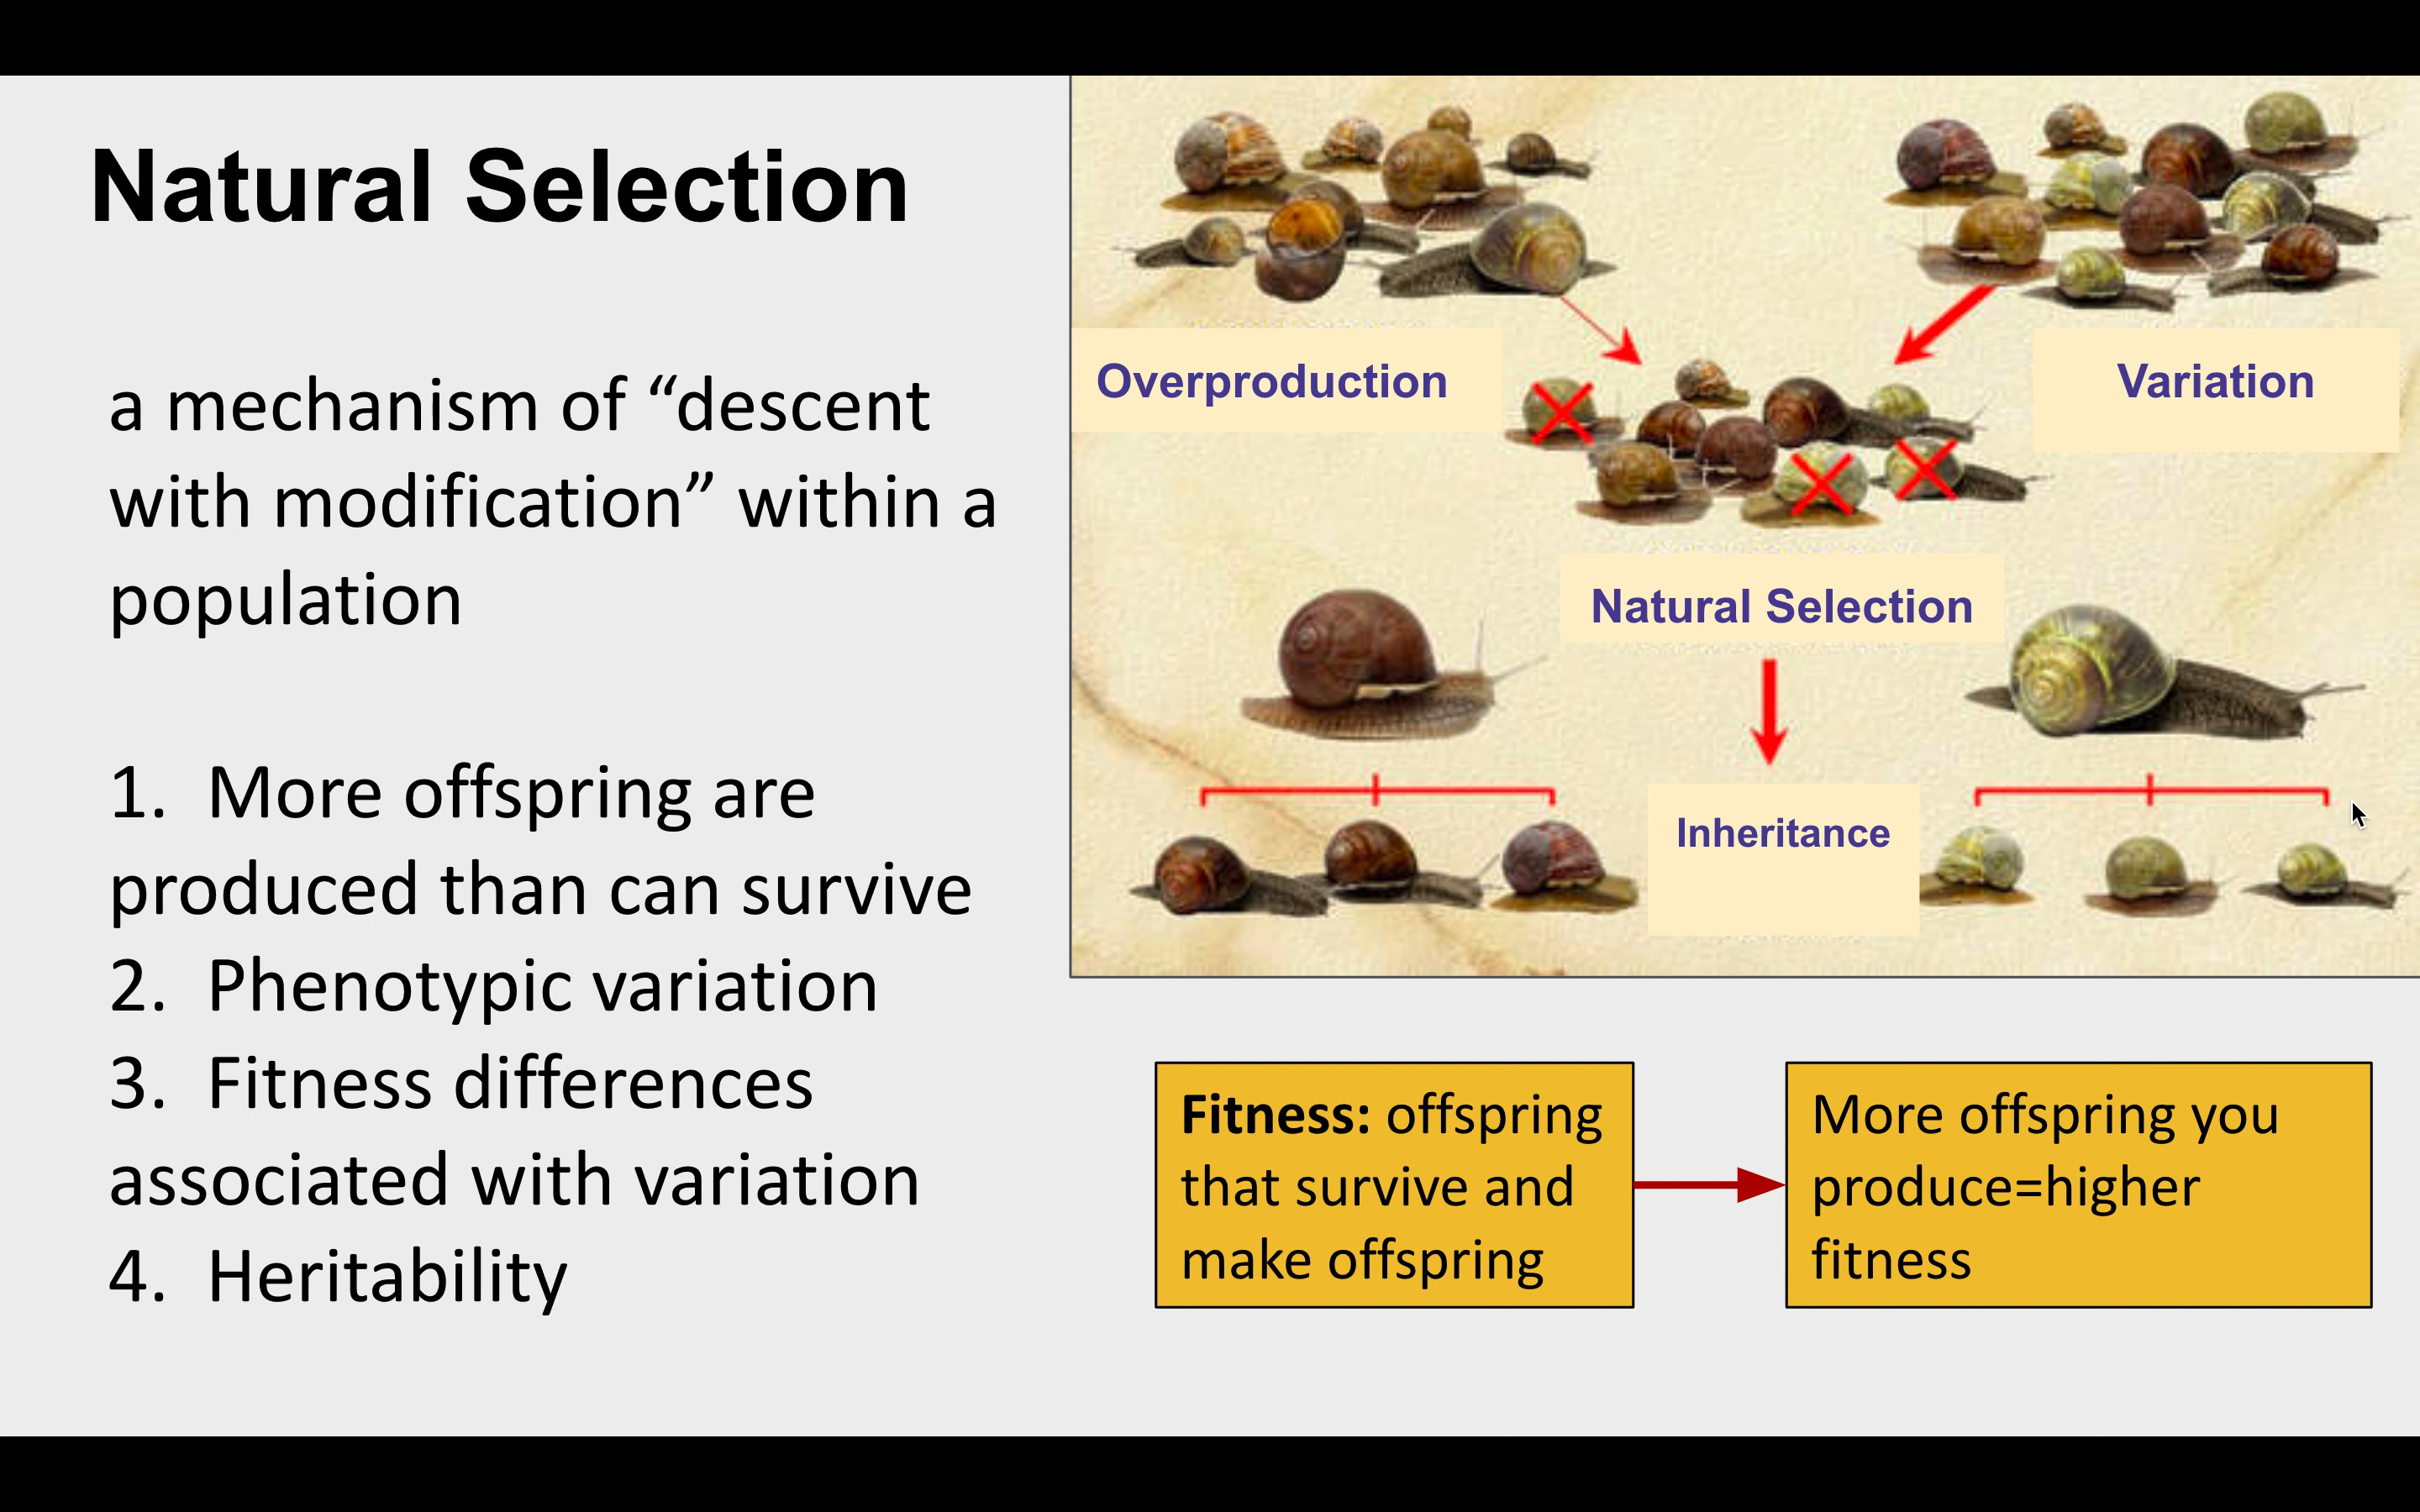 Natural Selection
a mechanism of “descent
with modification” within a
population
1. More offspring are
produced than can survive
2. Phenotypic variation
3. Fitness differences
associated with variation
4. Heritability
Overproduction
Variation
Natural Selection
Inheritance
Fitness: offspring
that survive and
make offspring
More offspring you
produce=higher
fitness